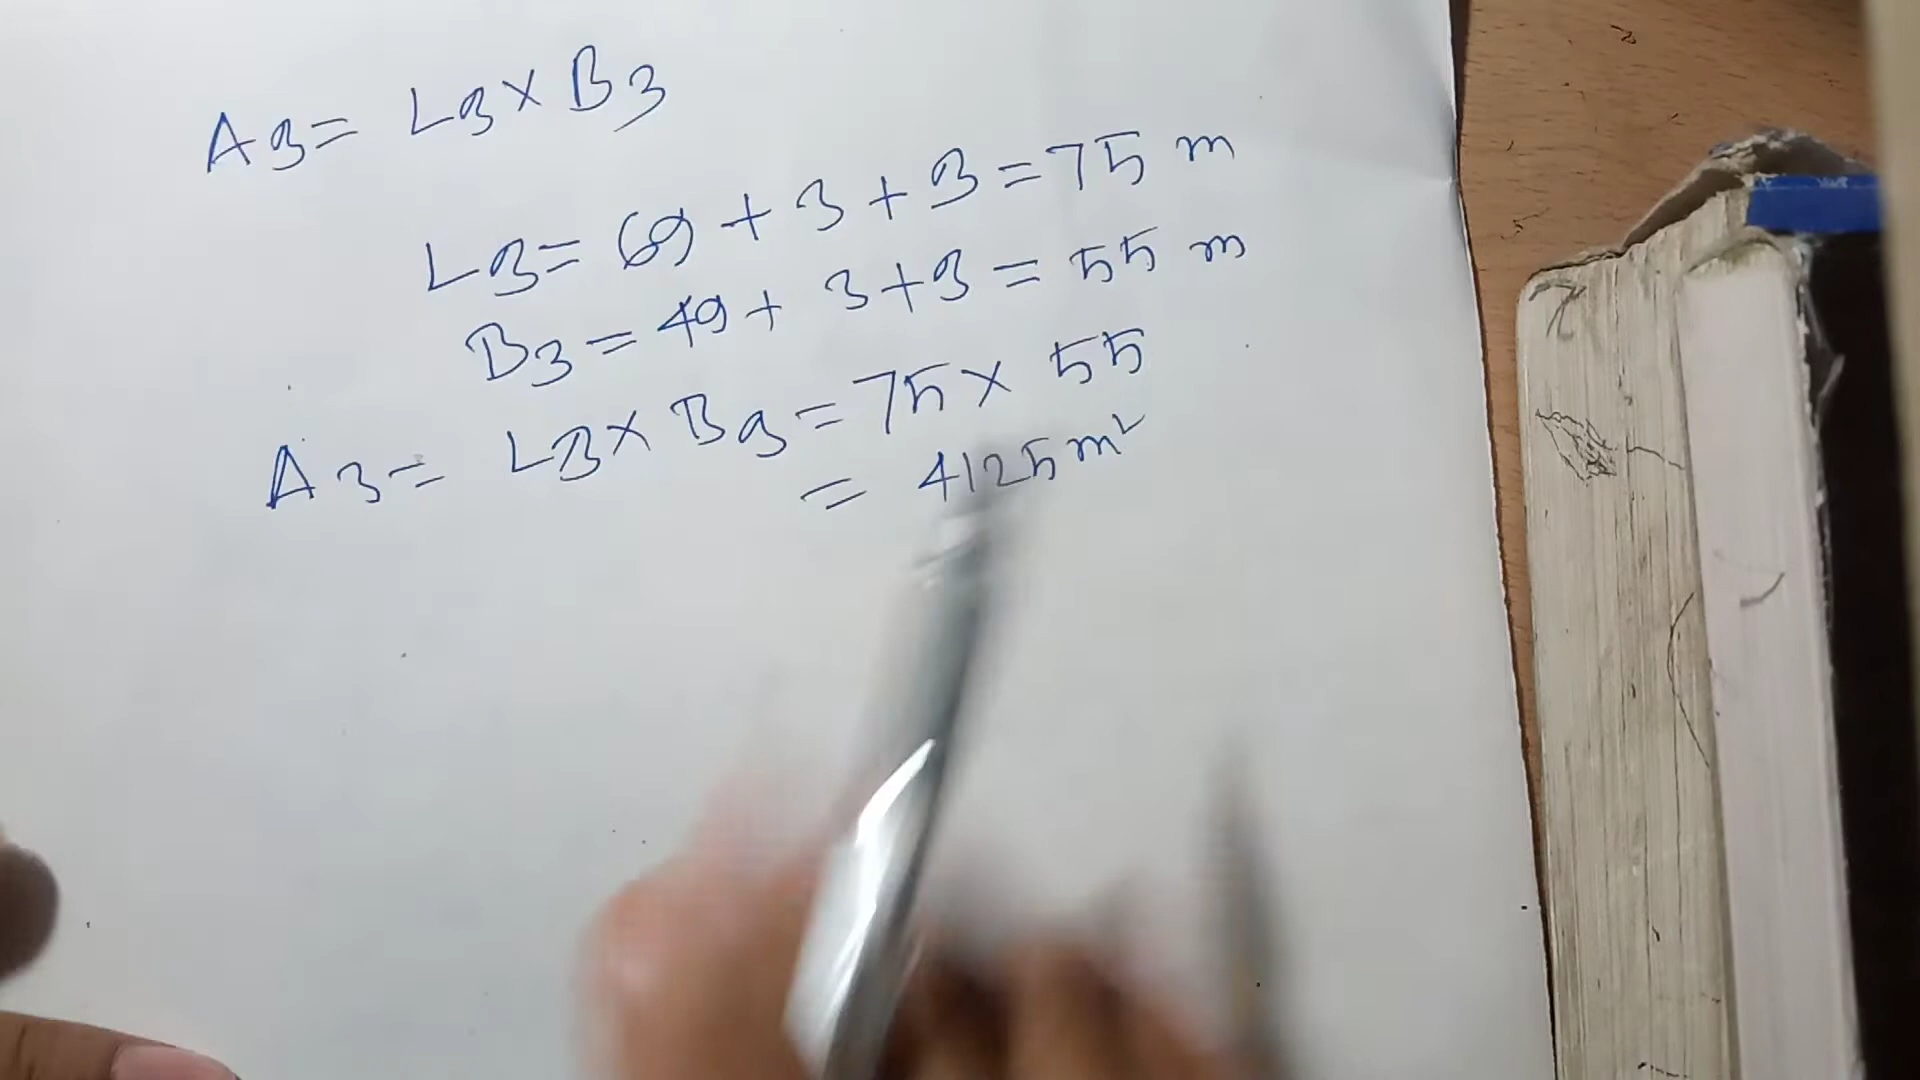 A3 = L3 × B3
L3 = 69 + 3 + 3 = 75 m
B3 = 49 + 3 + 3 = 55 m
A3 = L3 × B3 = 75 × 55
= 4125 m²